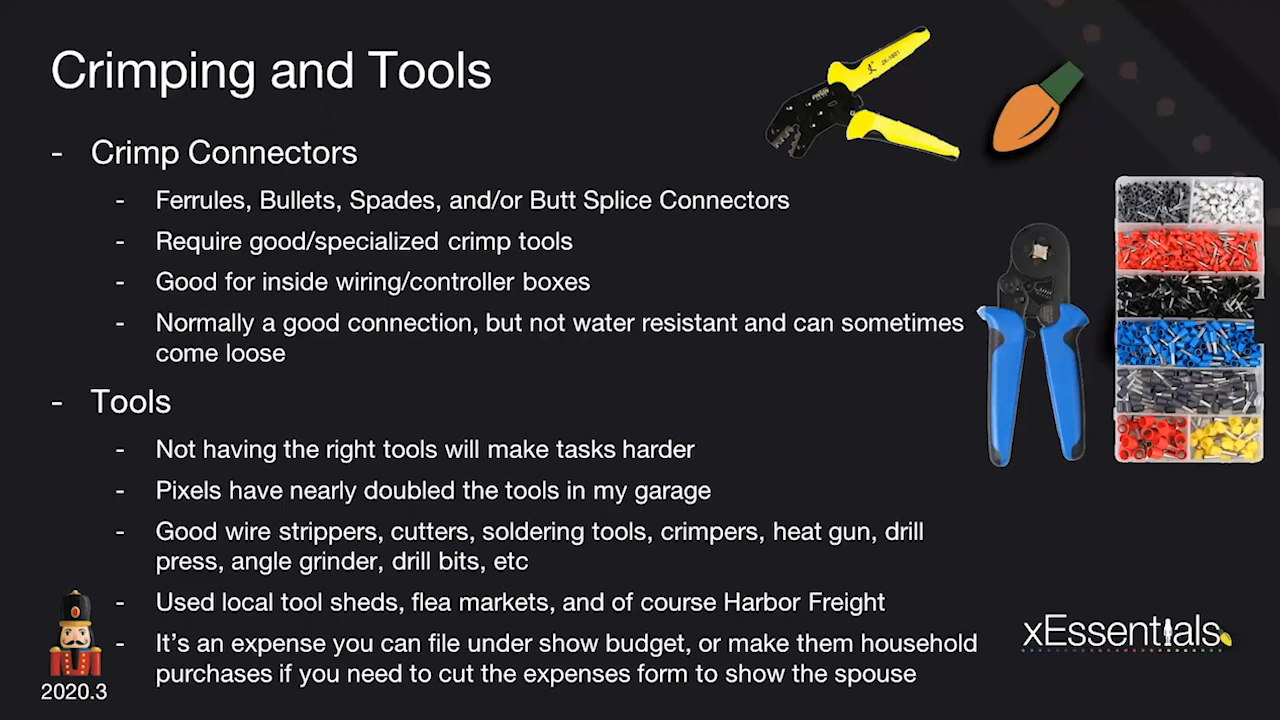 Crimping and Tools
- Crimp Connectors
- Ferrules, Bullets, Spades, and/or Butt Splice Connectors
- Require good/specialized crimp tools
- Good for inside wiring/controller boxes
- Normally a good connection, but not water resistant and can sometimes
come loose
- Tools
- Not having the right tools will make tasks harder
- Pixels have nearly doubled the tools in my garage
- Good wire strippers, cutters, soldering tools, crimpers, heat gun, drill
press, angle grinder, drill bits, etc
- Used local tool sheds, flea markets, and of course Harbor Freight
- It’s an expense you can file under show budget, or make them household
purchases if you need to cut the expenses form to show the spouse
xEssentials
2020.3